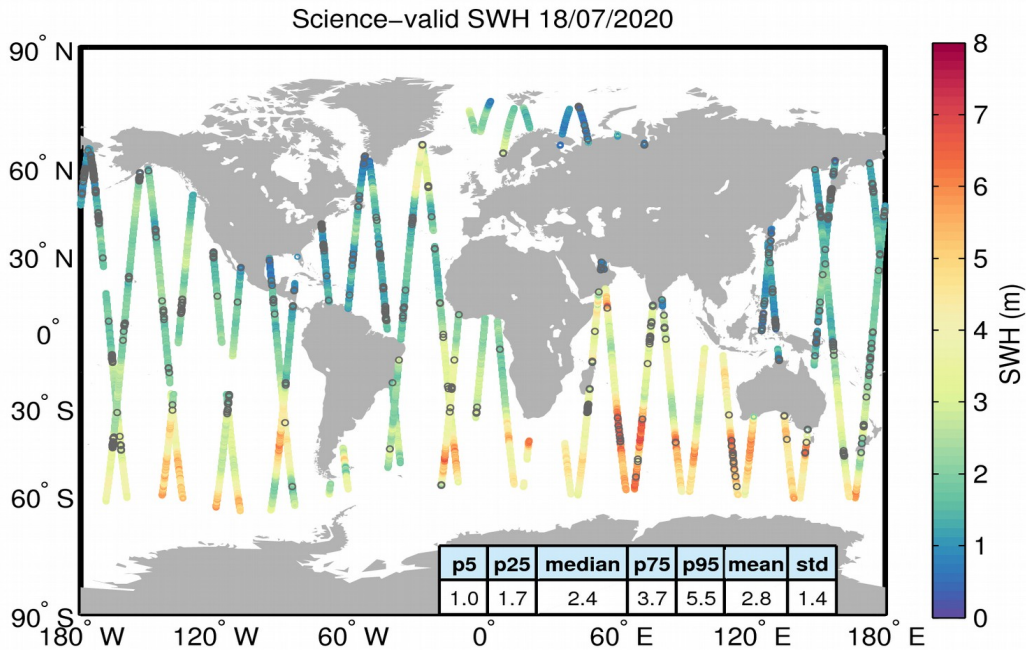 Science−valid SWH 18/07/2020
90° N
60° N
30° N
0°
30° S
60° S
90° S
180° W
120° W
60° W
0°
60° E
120° E
180° E
p5 p25 median p75 p95 mean std
1.0 1.7 2.4 3.7 5.5 2.8 1.4
8
7
6
5
4
3
2
1
0
SWH (m)